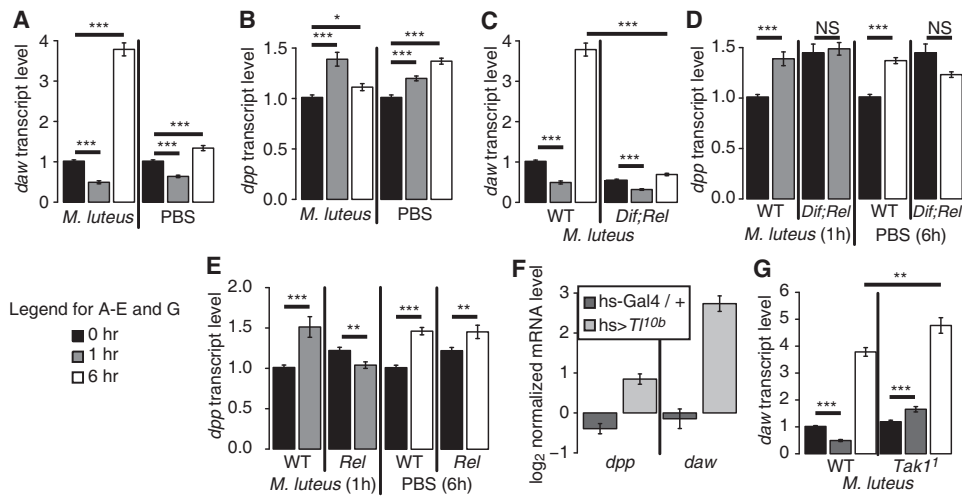 A
daw transcript level
4
3
2
1
0
***
***
***
***
M. luteus
PBS
B
dpp transcript level
1.5
1.0
0.5
0.0
*
***
***
***
M. luteus
PBS
C
daw transcript level
4
3
2
1
0
***
***
***
WT
Dif;Rel
M. luteus
D
dpp transcript level
1.5
1.0
0.5
0.0
***
NS
***
NS
WT
Dif;Rel
WT
Dif;Rel
M. luteus (1h)
PBS (6h)
Legend for A-E and G
0 hr
1 hr
6 hr
E
dpp transcript level
2.0
1.5
1.0
0.5
0.0
***
**
***
**
WT
Rel
WT
Rel
M. luteus (1h)
PBS (6h)
F
log2 normalized mRNA level
3
2
1
0
−1
hs-Gal4 / +
hs>Tl10b
dpp
daw
G
daw transcript level
6
5
4
3
2
1
0
**
***
***
WT
Tak1¹
M. luteus